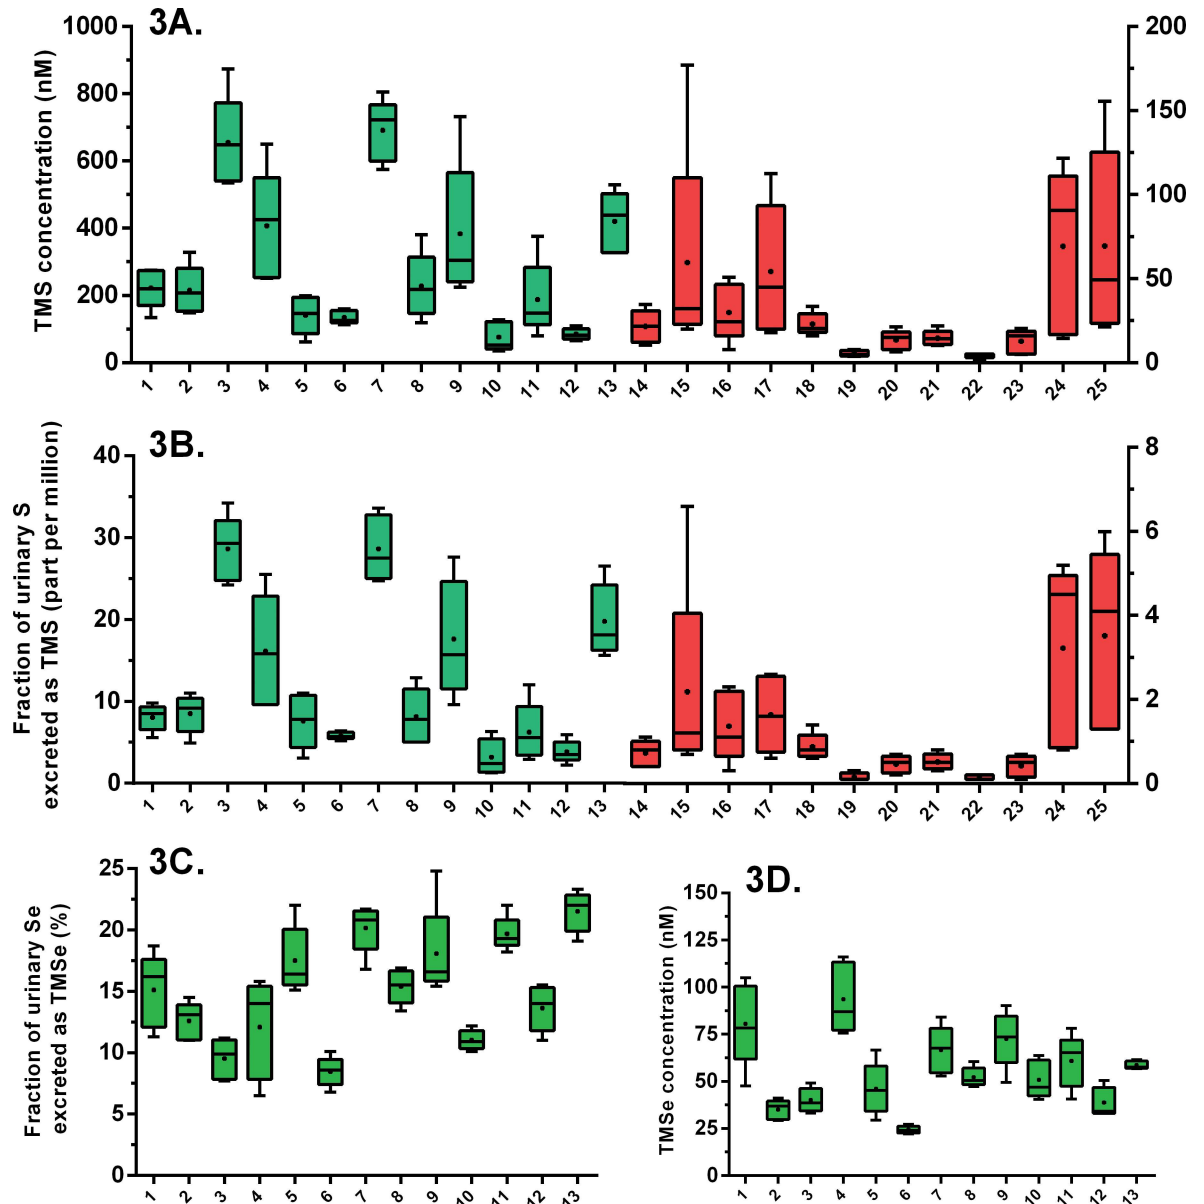 3A.
TMS concentration (nM)
1000
800
600
400
200
0
200
150
100
50
0
1 2 3 4 5 6 7 8 9 10 11 12 13 14 15 16 17 18 19 20 21 22 23 24 25
3B.
Fraction of urinary S
excreted as TMS (part per million)
40
30
20
10
0
8
6
4
2
0
1 2 3 4 5 6 7 8 9 10 11 12 13 14 15 16 17 18 19 20 21 22 23 24 25
3C.
Fraction of urinary Se
excreted as TMSe (%)
25
20
15
10
5
0
1 2 3 4 5 6 7 8 9 10 11 12 13
3D.
TMSe concentration (nM)
150
125
100
75
50
25
0
1 2 3 4 5 6 7 8 9 10 11 12 13